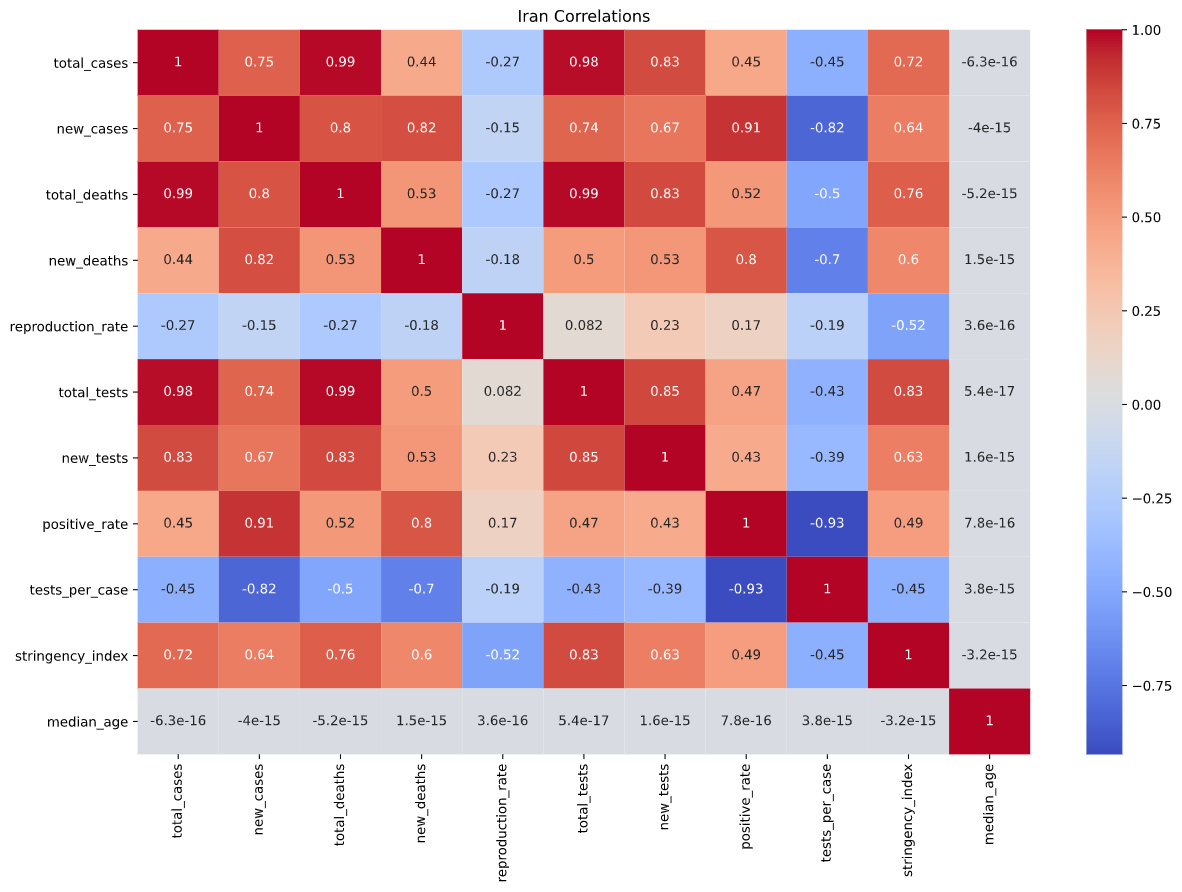 Iran Correlations
total_cases 1 0.75 0.99 0.44 -0.27 0.98 0.83 0.45 -0.45 0.72 -6.3e-16
new_cases 0.75 1 0.8 0.82 -0.15 0.74 0.67 0.91 -0.82 0.64 -4e-15
total_deaths 0.99 0.8 1 0.53 -0.27 0.99 0.83 0.52 -0.5 0.76 -5.2e-15
new_deaths 0.44 0.82 0.53 1 -0.18 0.5 0.53 0.8 -0.7 0.6 1.5e-15
reproduction_rate -0.27 -0.15 -0.27 -0.18 1 0.082 0.23 0.17 -0.19 -0.52 3.6e-16
total_tests 0.98 0.74 0.99 0.5 0.082 1 0.85 0.47 -0.43 0.83 5.4e-17
new_tests 0.83 0.67 0.83 0.53 0.23 0.85 1 0.43 -0.39 0.63 1.6e-15
positive_rate 0.45 0.91 0.52 0.8 0.17 0.47 0.43 1 -0.93 0.49 7.8e-16
tests_per_case -0.45 -0.82 -0.5 -0.7 -0.19 -0.43 -0.39 -0.93 1 -0.45 3.8e-15
stringency_index 0.72 0.64 0.76 0.6 -0.52 0.83 0.63 0.49 -0.45 1 -3.2e-15
median_age -6.3e-16 -4e-15 -5.2e-15 1.5e-15 3.6e-16 5.4e-17 1.6e-15 7.8e-16 3.8e-15 -3.2e-15 1
total_cases
new_cases
total_deaths
new_deaths
reproduction_rate
total_tests
new_tests
positive_rate
tests_per_case
stringency_index
median_age
1.00
0.75
0.50
0.25
0.00
−0.25
−0.50
−0.75